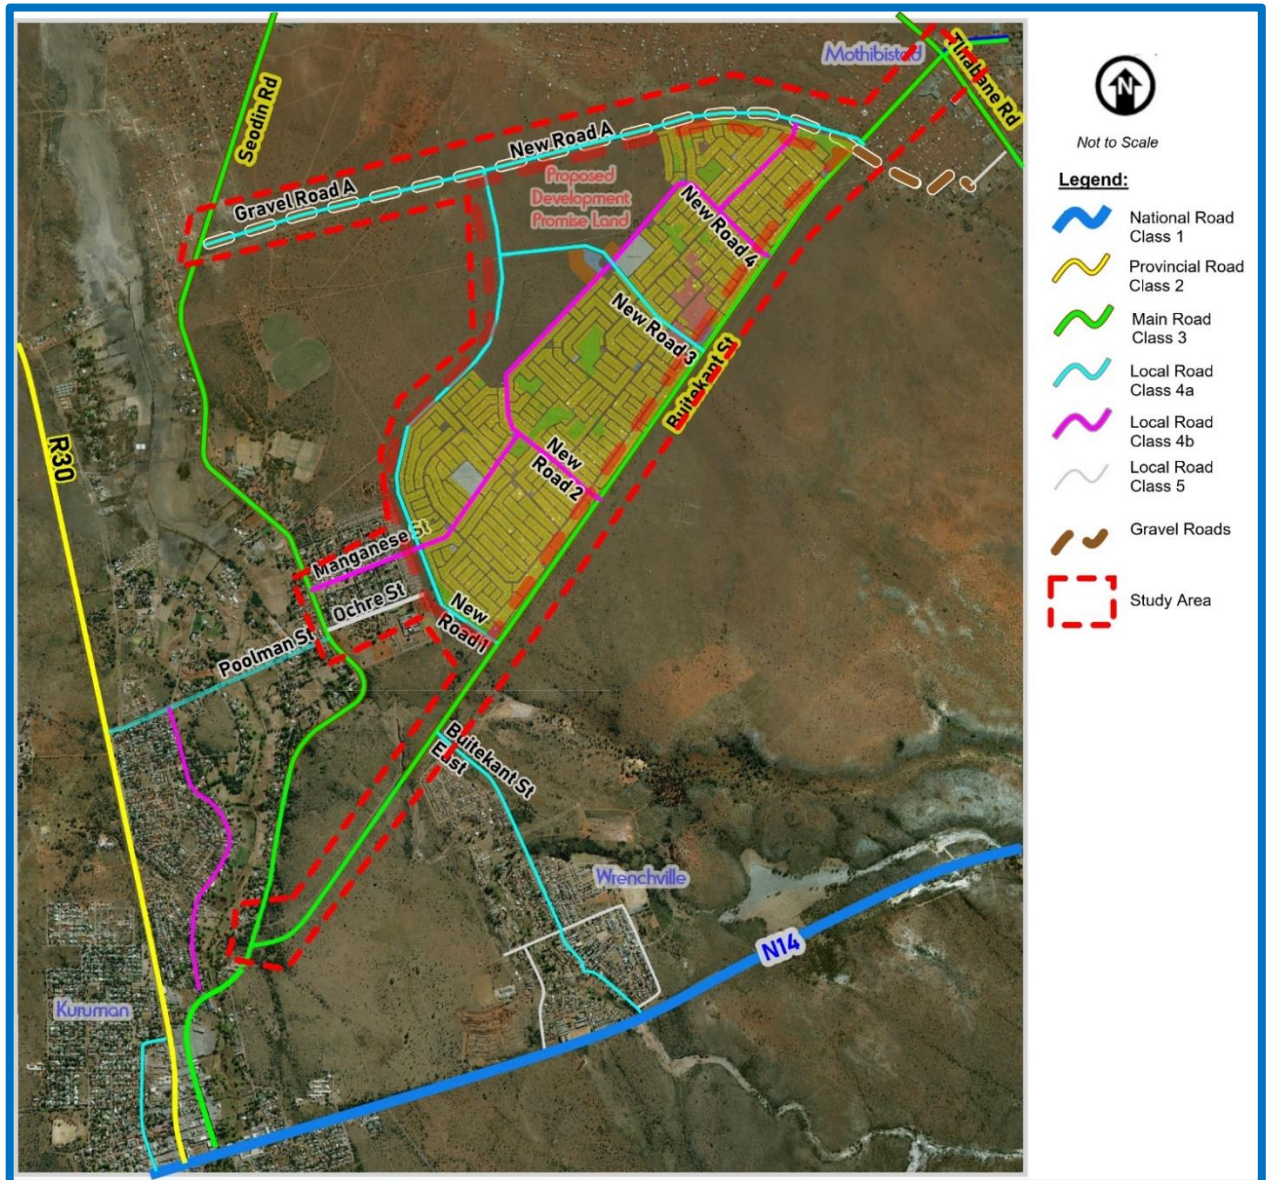 Mothibistad
Tlhabane Rd
Seodin Rd
New Road A
Gravel Road A
Proposed
Development
Promise Land
New Road 4
New Road 3
Buitekant St
R30
New
Road 2
Manganese St
Ochre St
New
Road 1
Poolman St
Buitekant St
East
Wrenchville
N14
Kuruman
N
Not to Scale
Legend:
National Road
Class 1
Provincial Road
Class 2
Main Road
Class 3
Local Road
Class 4a
Local Road
Class 4b
Local Road
Class 5
Gravel Roads
Study Area